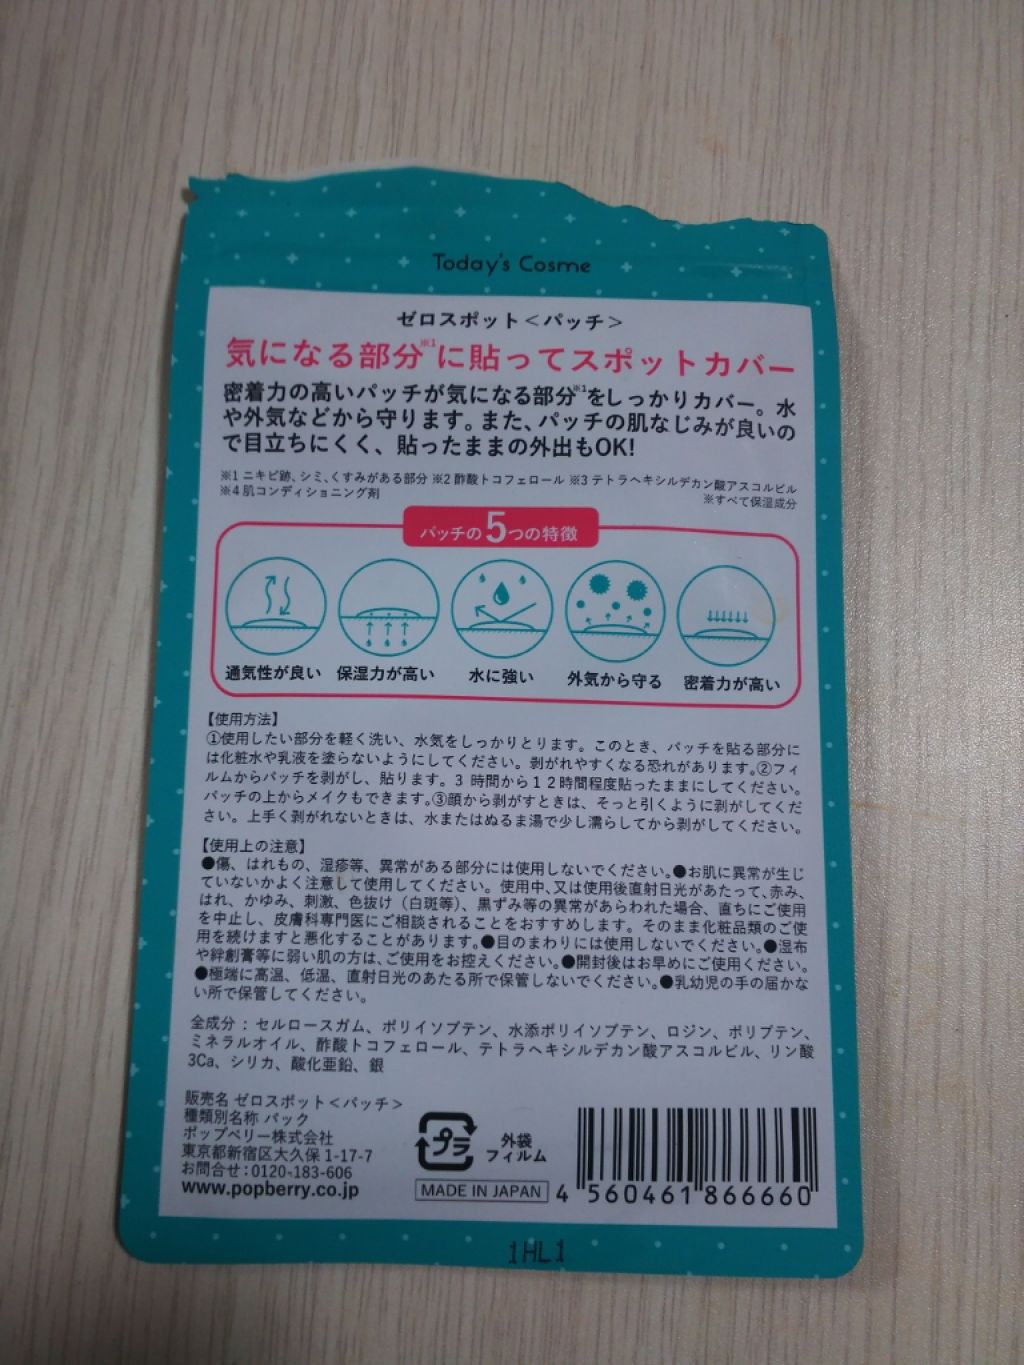 Today's Cosme
ゼロスポット＜パッチ＞
気になる部分※1に貼ってスポットカバー
密着力の高いパッチが気になる部分※1をしっかりカバー。水
や外気などから守ります。また、パッチの肌なじみが良いの
で目立ちにくく、貼ったままの外出もOK!
※1 ニキビ跡、シミ、くすみがある部分 ※2 酢酸トコフェロール ※3 テトラヘキシルデカン酸アスコルビル
※4 肌コンディショニング剤
※すべて保湿成分
パッチの5つの特徴
通気性が良い 保湿力が高い 水に強い 外気から守る 密着力が高い
【使用方法】
①使用したい部分を軽く洗い、水気をしっかりとります。このとき、パッチを貼る部分に
は化粧水や乳液を塗らないようにしてください。剥がれやすくなる恐れがあります。②フィ
ルムからパッチを剥がし、貼ります。3 時間から12時間程度貼ったままにしてください。
パッチの上からメイクもできます。③顔から剥がすときは、そっと引くように剥がしてくだ
さい。上手く剥がれないときは、水またはぬるま湯で少し濡らしてから剥がしてください。
【使用上の注意】
●傷、はれもの、湿疹等、異常がある部分には使用しないでください。●お肌に異常が生じ
ていないかよく注意して使用してください。使用中、又は使用後直射日光があたって、赤み、
はれ、かゆみ、刺激、色抜け（白斑等）、黒ずみ等の異常があらわれた場合、直ちにご使用
を中止し、皮膚科専門医にご相談されることをおすすめします。そのまま化粧品類のご使
用を続けますと悪化することがあります。●目のまわりには使用しないでください。●湿布
や絆創膏等に弱い肌の方は、ご使用をお控えください。●開封後はお早めにご使用ください。
●極端に高温、低温、直射日光のあたる所で保管しないでください。●乳幼児の手の届かな
い所で保管してください。
全成分 : セルロースガム、ポリイソブテン、水添ポリイソブテン、ロジン、ポリブテン、
ミネラルオイル、酢酸トコフェロール、テトラヘキシルデカン酸アスコルビル、リン酸
3Ca、シリカ、酸化亜鉛、銀
販売名 ゼロスポット＜パッチ＞
種類別名称 パック
ポップベリー株式会社
東京都新宿区大久保 1-17-7
お問合せ : 0120-183-606
www.popberry.co.jp
プラ
外袋
フィルム
MADE IN JAPAN
4 560461 866660
1HL1